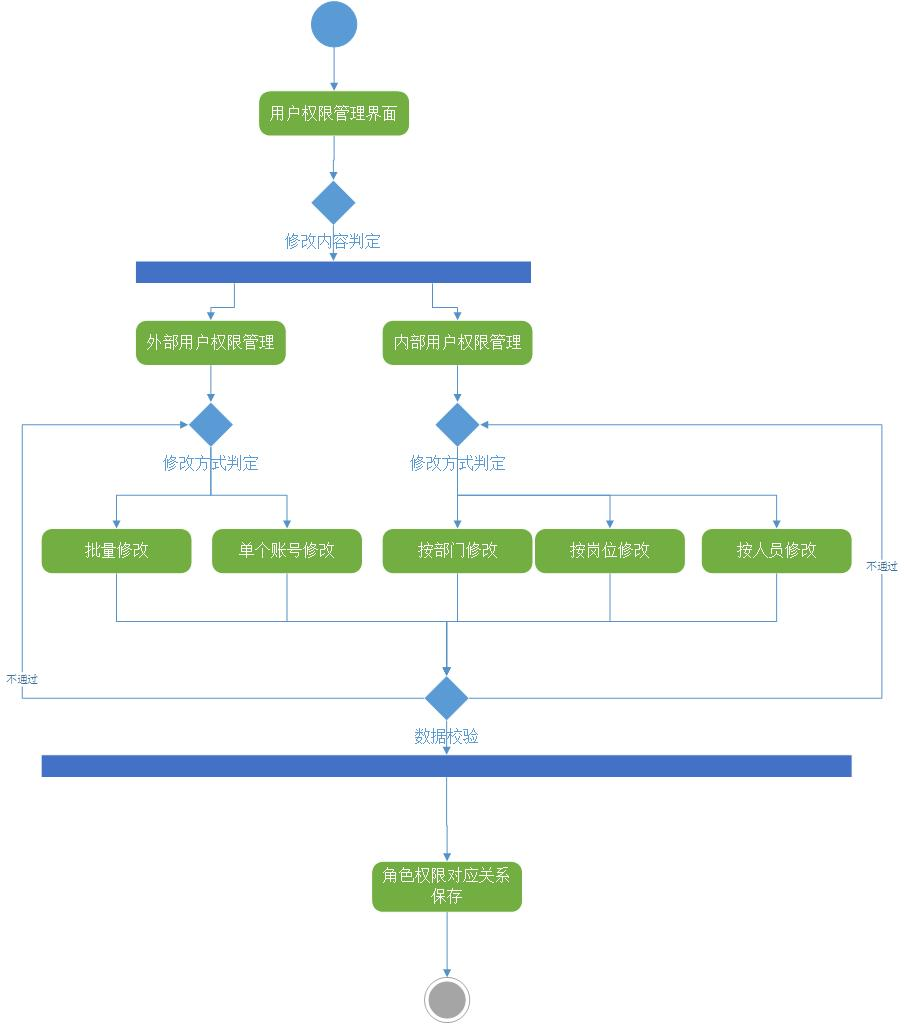 用户权限管理界面
修改内容判定
外部用户权限管理
内部用户权限管理
修改方式判定
修改方式判定
批量修改
单个账号修改
按部门修改
按岗位修改
按人员修改
不通过
不通过
数据校验
角色权限对应关系
保存